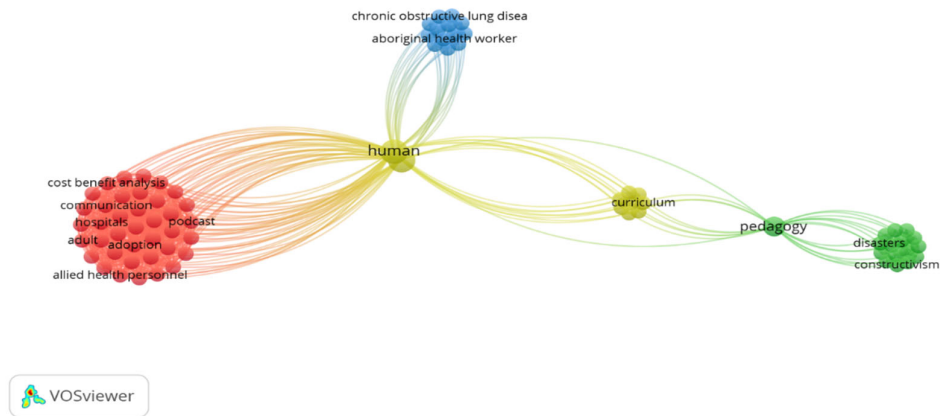 chronic obstructive lung disea
aboriginal health worker
human
cost benefit analysis
communication
hospitals
podcast
adult
adoption
allied health personnel
curriculum
pedagogy
disasters
constructivism
VOSviewer